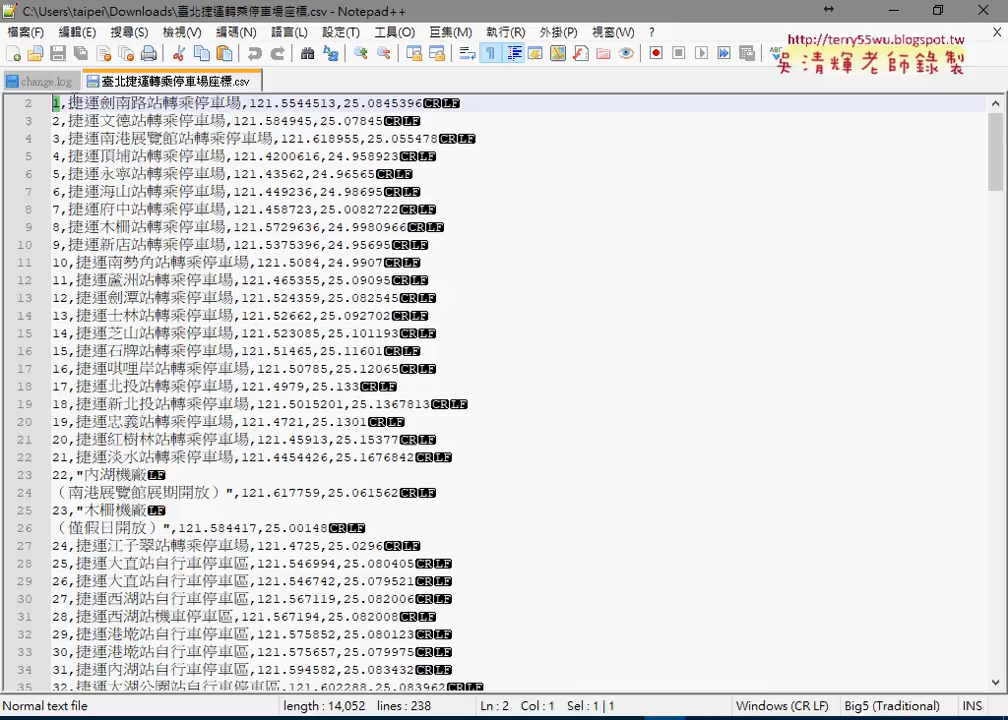 C:\Users\taipei\Downloads\臺北捷運轉乘停車場座標.csv - Notepad++
檔案(F) 編輯(E) 搜尋(S) 檢視(V) 編碼(N) 語言(L) 設定(T) 工具(O) 巨集(M) 執行(R) 外掛(P) 視窗(W) ?
http://terry55wu.blogspot.tw
吳清輝老師錄製
change.log 臺北捷運轉乘停車場座標.csv
2 1,捷運劍南路站轉乘停車場,121.5544513,25.0845396CRLF
3 2,捷運文德站轉乘停車場,121.584945,25.07845CRLF
4 3,捷運南港展覽館站轉乘停車場,121.618955,25.055478CRLF
5 4,捷運頂埔站轉乘停車場,121.4200616,24.958923CRLF
6 5,捷運永寧站轉乘停車場,121.43562,24.96565CRLF
7 6,捷運海山站轉乘停車場,121.449236,24.98695CRLF
8 7,捷運府中站轉乘停車場,121.458723,25.0082722CRLF
9 8,捷運木柵站轉乘停車場,121.5729636,24.9980966CRLF
10 9,捷運新店站轉乘停車場,121.5375396,24.95695CRLF
11 10,捷運南勢角站轉乘停車場,121.5084,24.9907CRLF
12 11,捷運蘆洲站轉乘停車場,121.465355,25.09095CRLF
13 12,捷運劍潭站轉乘停車場,121.524359,25.082545CRLF
14 13,捷運士林站轉乘停車場,121.52662,25.092702CRLF
15 14,捷運芝山站轉乘停車場,121.523085,25.101193CRLF
16 15,捷運石牌站轉乘停車場,121.51465,25.11601CRLF
17 16,捷運唭哩岸站轉乘停車場,121.50785,25.12065CRLF
18 17,捷運北投站轉乘停車場,121.4979,25.133CRLF
19 18,捷運新北投站轉乘停車場,121.5015201,25.1367813CRLF
20 19,捷運忠義站轉乘停車場,121.4721,25.1301CRLF
21 20,捷運紅樹林站轉乘停車場,121.45913,25.15377CRLF
22 21,捷運淡水站轉乘停車場,121.4454426,25.1676842CRLF
23 22,"內湖機廠LF
24 （南港展覽館展期開放）",121.617759,25.061562CRLF
25 23,"木柵機廠LF
26 （僅假日開放）",121.584417,25.00148CRLF
27 24,捷運江子翠站轉乘停車場,121.4725,25.0296CRLF
28 25,捷運大直站自行車停車區,121.546994,25.080405CRLF
29 26,捷運大直站自行車停車區,121.546742,25.079521CRLF
30 27,捷運西湖站自行車停車區,121.567119,25.082006CRLF
31 28,捷運西湖站機車停車區,121.567194,25.082008CRLF
32 29,捷運港墘站自行車停車區,121.575852,25.080123CRLF
33 30,捷運港墘站自行車停車區,121.575657,25.079975CRLF
34 31,捷運內湖站自行車停車區,121.594582,25.083432CRLF
35 32,捷運大湖公園站自行車停車區,121.602288,25.083962CRLF
Normal text file length : 14,052 lines : 238 Ln : 2 Col : 1 Sel : 1 | 1 Windows (CR LF) Big5 (Traditional) INS